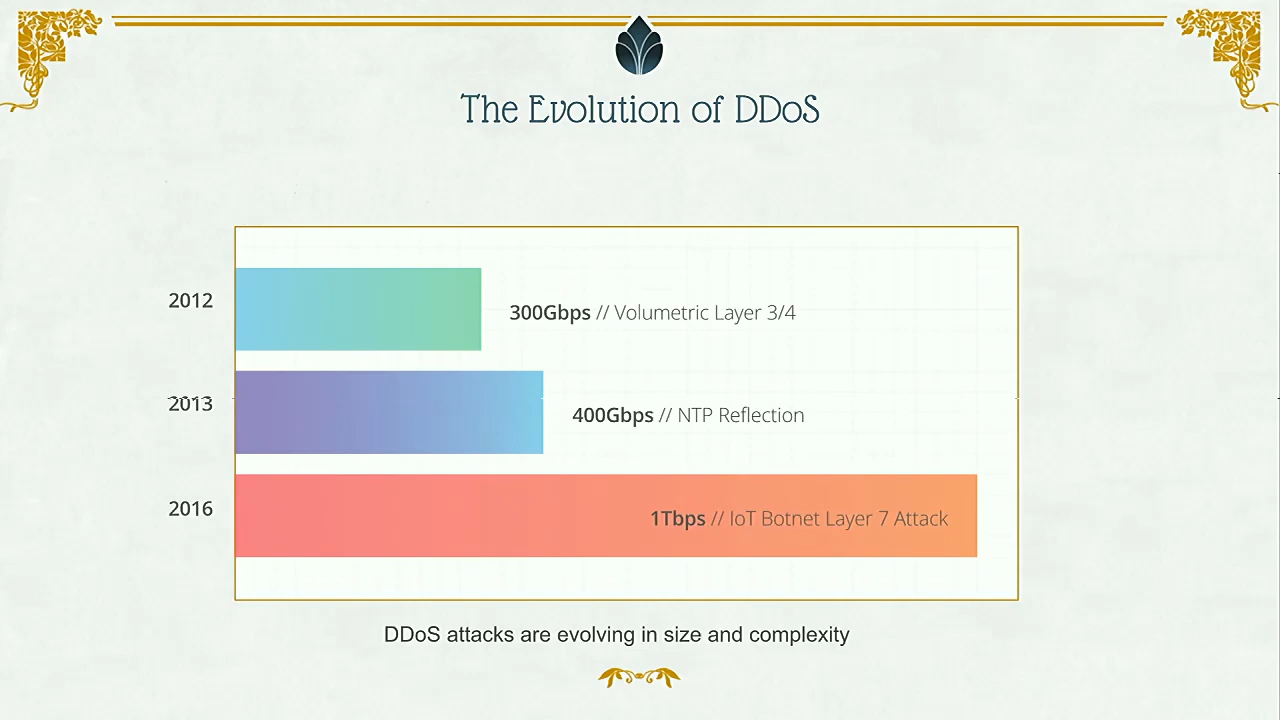 The Evolution of DDoS
2012
300Gbps // Volumetric Layer 3/4
2013
400Gbps // NTP Reflection
2016
1Tbps // IoT Botnet Layer 7 Attack
DDoS attacks are evolving in size and complexity